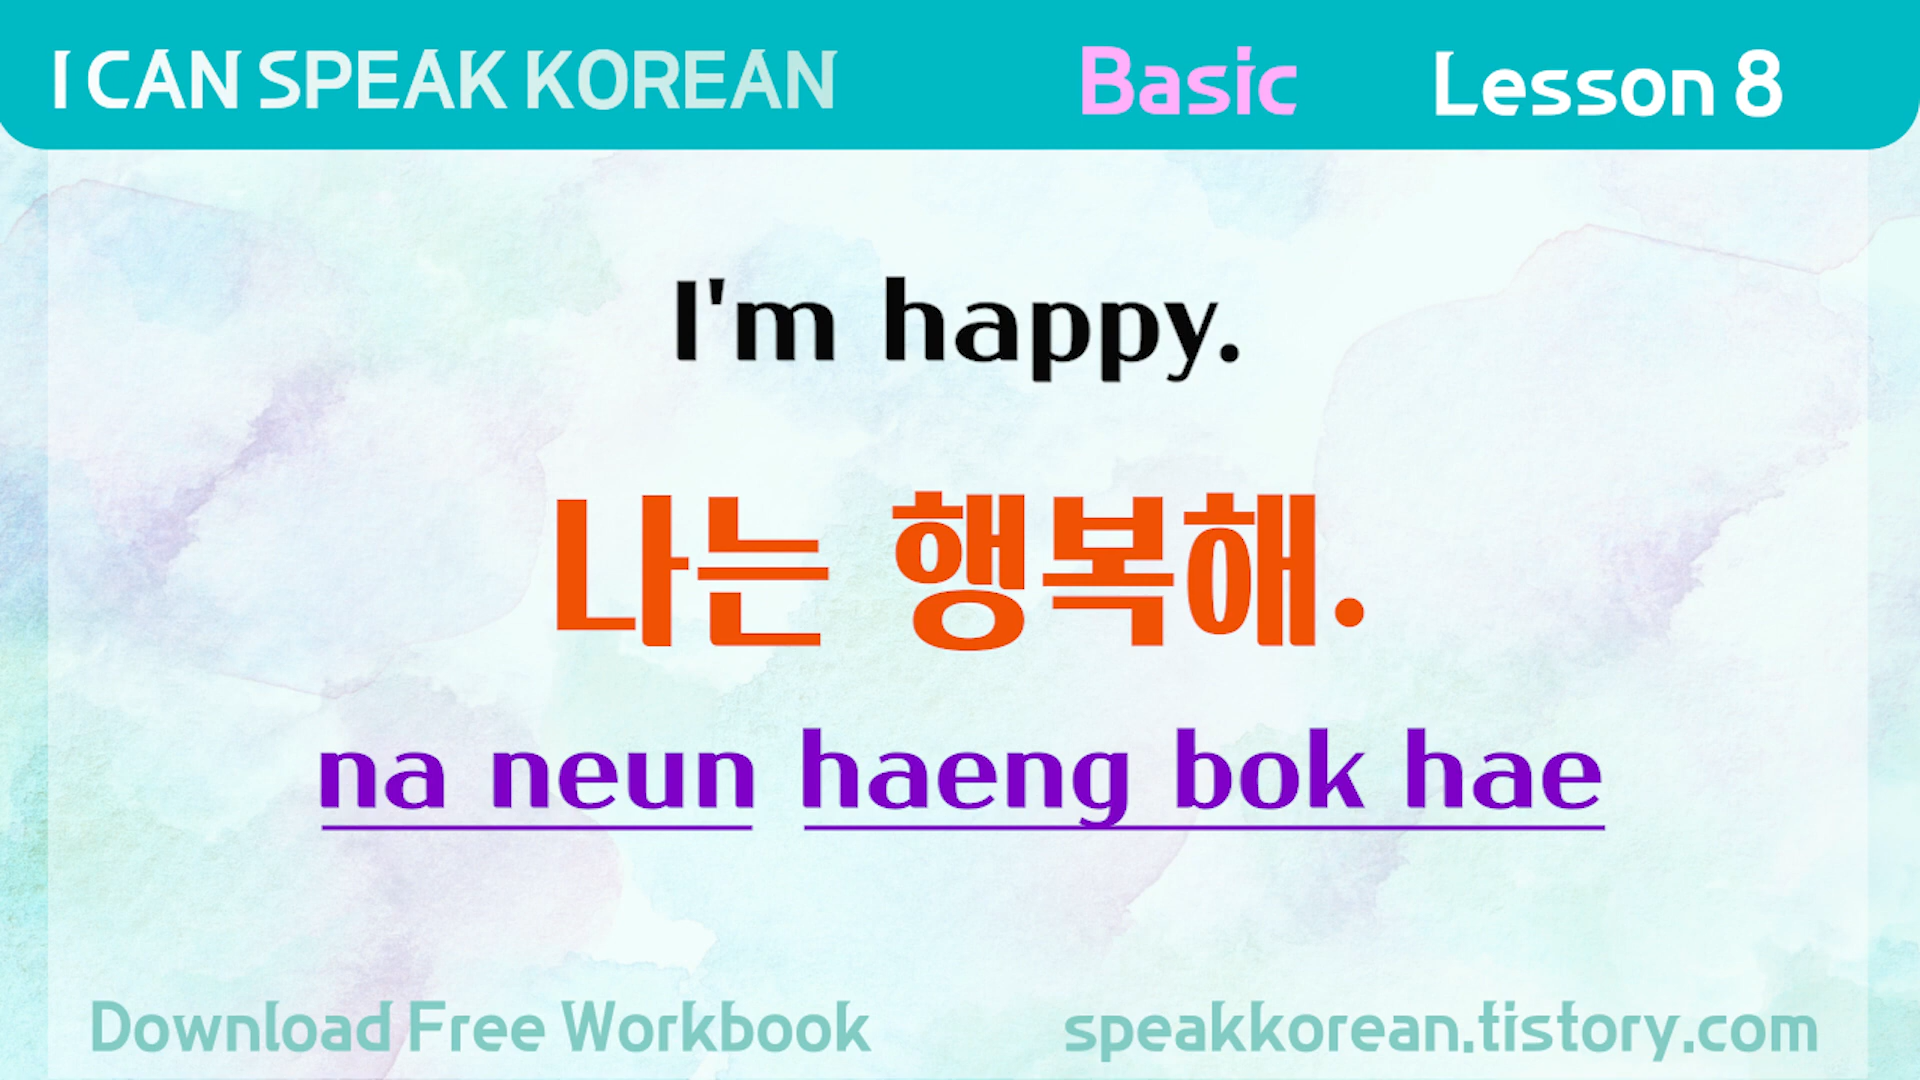 I CAN SPEAK KOREAN Basic Lesson 8
I'm happy.
나는 행복해.
na neun haeng bok hae
Download Free Workbook speakkorean.tistory.com